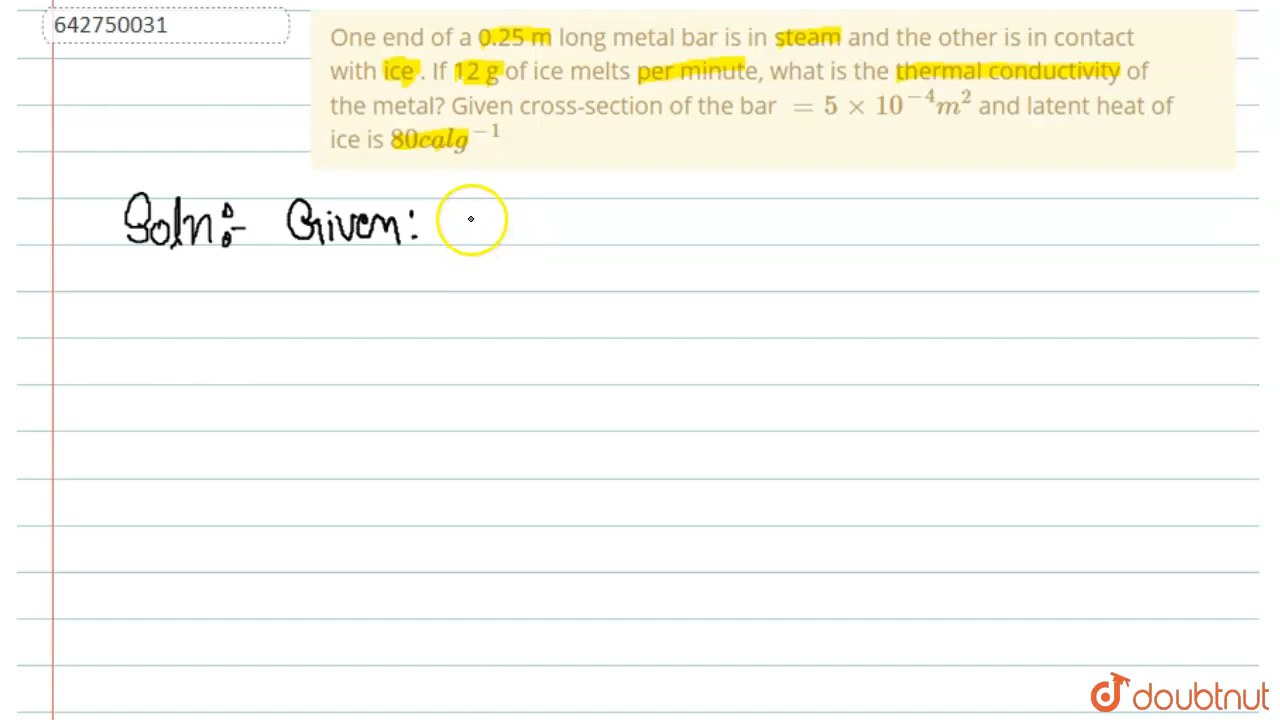 642750031
One end of a 0.25 m long metal bar is in steam and the other is in contact
with ice . If 12 g of ice melts per minute, what is the thermal conductivity of
the metal? Given cross-section of the bar = 5 × 10⁻⁴m² and latent heat of
ice is 80calg⁻¹
Soln:- Given:
doubtnut